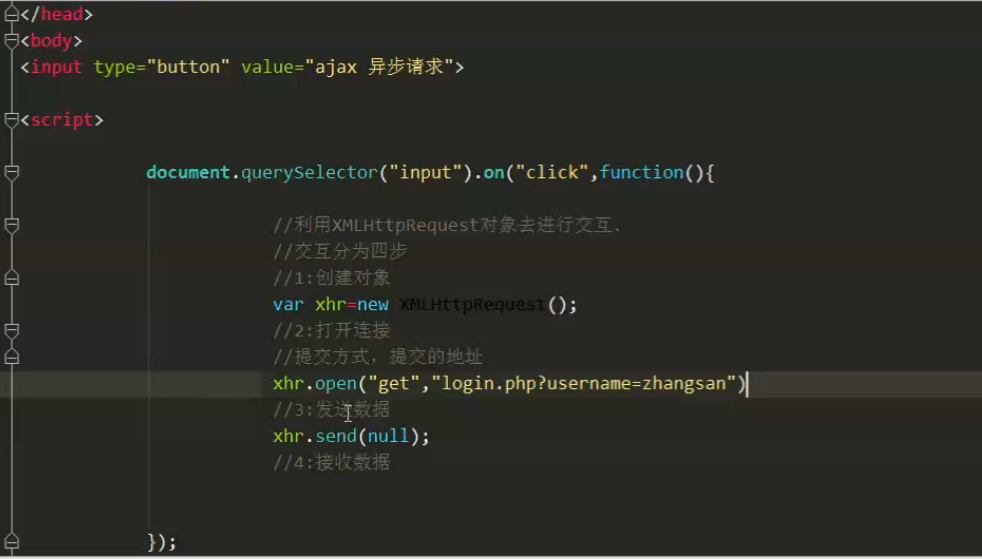 </head>
<body>
<input type="button" value="ajax 异步请求">
<script>
document.querySelector("input").on("click",function(){
//利用XMLHttpRequest对象去进行交互.
//交互分为四步
//1:创建对象
var xhr=new XMLHttpRequest();
//2:打开连接
//提交方式，提交的地址
xhr.open("get","login.php?username=zhangsan")
//3:发送数据
xhr.send(null);
//4:接收数据
});